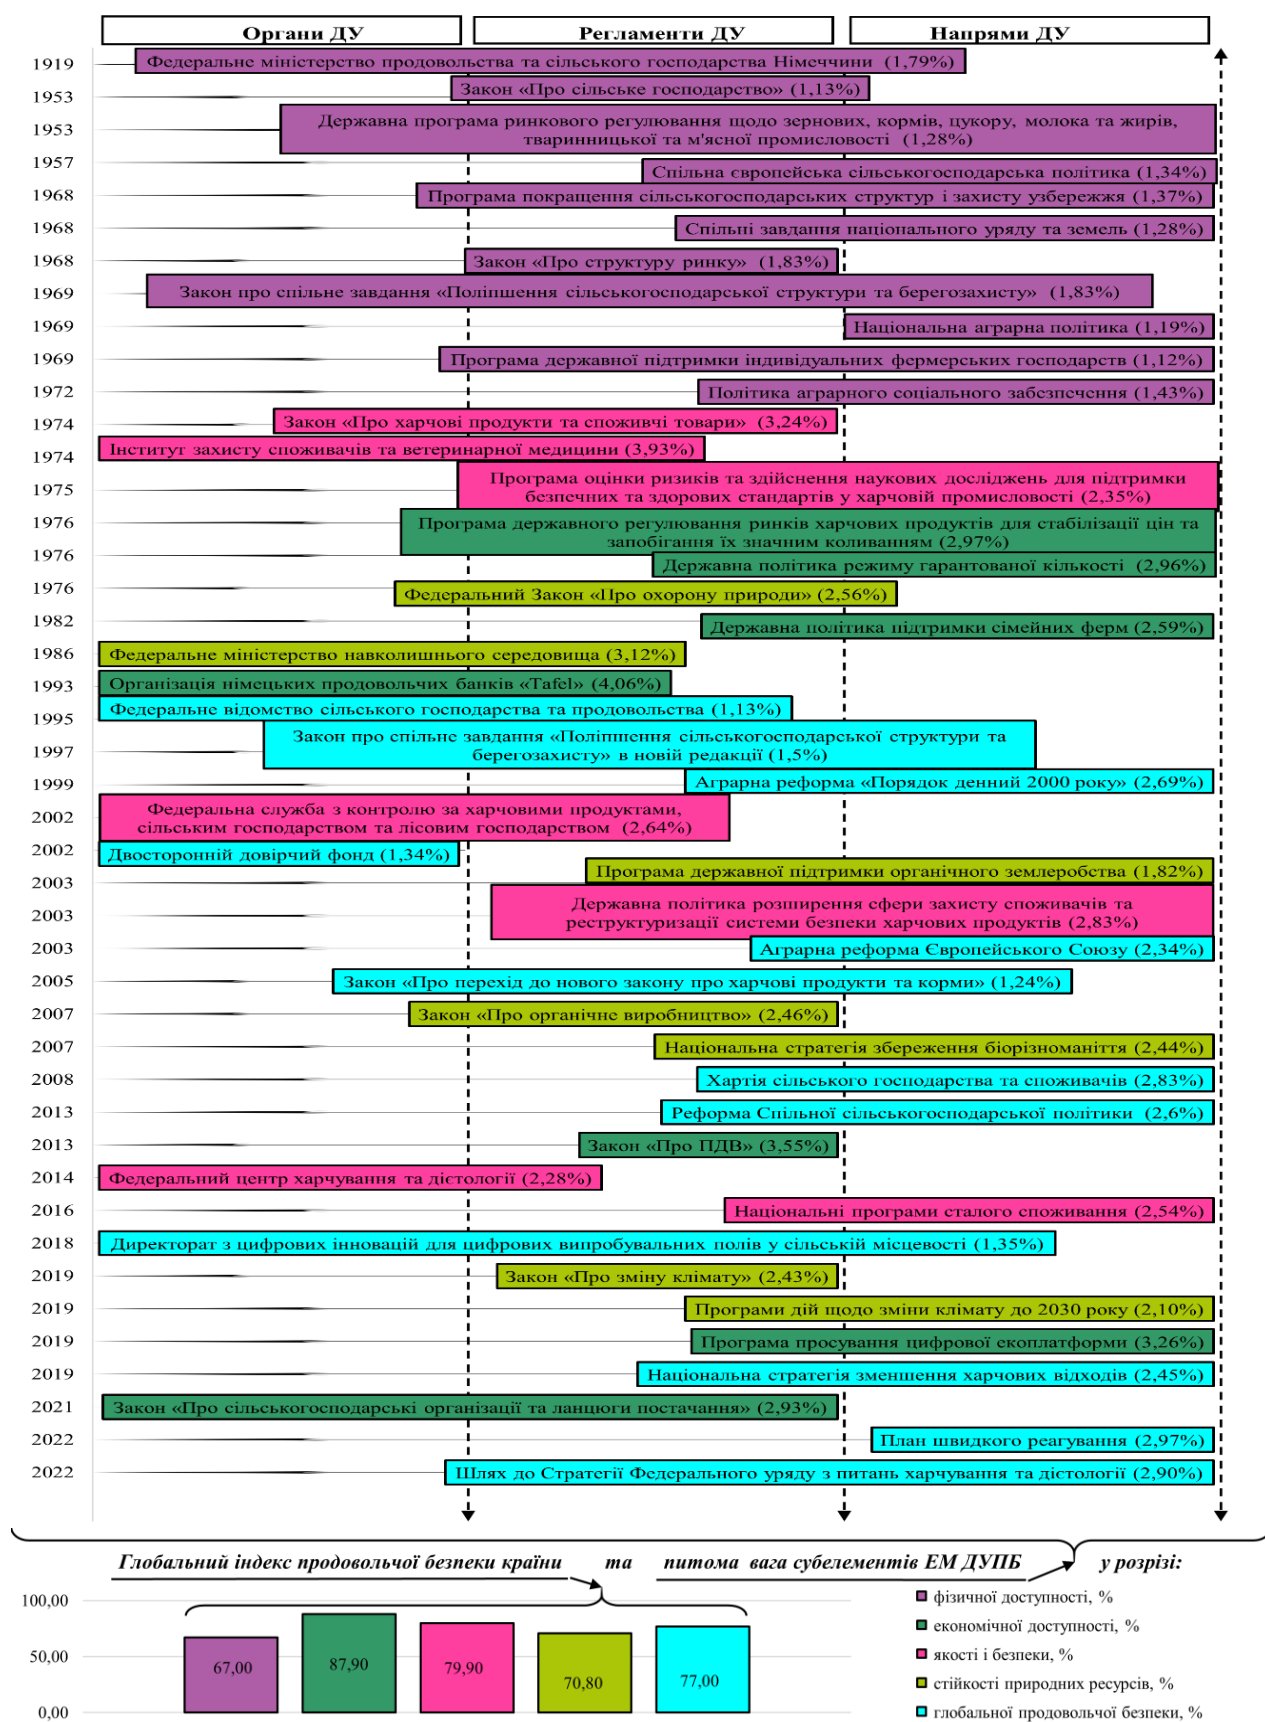 Органи ДУ
Регламенти ДУ
Напрями ДУ
1919
Федеральне міністерство продовольства та сільського господарства Німеччини (1,79%)
1953
Закон «Про сільське господарство» (1,13%)
1953
Державна програма ринкового регулювання щодо зернових, кормів, цукору, молока та жирів,
тваринницької та м'ясної промисловості (1,28%)
1957
Спільна європейська сільськогосподарська політика (1,34%)
1968
Програма покращення сільськогосподарських структур і захисту узбережжя (1,37%)
1968
Спільні завдання національного уряду та земель (1,28%)
1968
Закон «Про структуру ринку» (1,83%)
1969
Закон про спільне завдання «Поліпшення сільськогосподарської структури та берегозахисту» (1,83%)
1969
Національна аграрна політика (1,19%)
1969
Програма державної підтримки індивідуальних фермерських господарств (1,12%)
1972
Політика аграрного соціального забезпечення (1,43%)
1974
Закон «Про харчові продукти та споживчі товари» (3,24%)
1974
Інститут захисту споживачів та ветеринарної медицини (3,93%)
1975
Програма оцінки ризиків та здійснення наукових досліджень для підтримки
безпечних та здорових стандартів у харчовій промисловості (2,35%)
1976
Програма державного регулювання ринків харчових продуктів для стабілізації цін та
запобігання їх значним коливанням (2,97%)
1976
Державна політика режиму гарантованої кількості (2,96%)
1976
Федеральний Закон «Про охорону природи» (2,56%)
1982
Державна політика підтримки сімейних ферм (2,59%)
1986
Федеральне міністерство навколишнього середовища (3,12%)
1993
Організація німецьких продовольчих банків «Tafel» (4,06%)
1995
Федеральне відомство сільського господарства та продовольства (1,13%)
1997
Закон про спільне завдання «Поліпшення сільськогосподарської структури та
берегозахисту» в новій редакції (1,5%)
1999
Аграрна реформа «Порядок денний 2000 року» (2,69%)
2002
Федеральна служба з контролю за харчовими продуктами,
сільським господарством та лісовим господарством (2,64%)
2002
Двосторонній довірчий фонд (1,34%)
2003
Програма державної підтримки органічного землеробства (1,82%)
2003
Державна політика розширення сфери захисту споживачів та
реструктуризації системи безпеки харчових продуктів (2,83%)
2003
Аграрна реформа Європейського Союзу (2,34%)
2005
Закон «Про перехід до нового закону про харчові продукти та корми» (1,24%)
2007
Закон «Про органічне виробництво» (2,46%)
2007
Національна стратегія збереження біорізноманіття (2,44%)
2008
Хартія сільського господарства та споживачів (2,83%)
2013
Реформа Спільної сільськогосподарської політики (2,6%)
2013
Закон «Про ПДВ» (3,55%)
2014
Федеральний центр харчування та дієтології (2,28%)
2016
Національні програми сталого споживання (2,54%)
2018
Директорат з цифрових інновацій для цифрових випробувальних полів у сільській місцевості (1,35%)
2019
Закон «Про зміну клімату» (2,43%)
2019
Програми дій щодо зміни клімату до 2030 року (2,10%)
2019
Програма просування цифрової екоплатформи (3,26%)
2019
Національна стратегія зменшення харчових відходів (2,45%)
2021
Закон «Про сільськогосподарські організації та ланцюги постачання» (2,93%)
2022
План швидкого реагування (2,97%)
2022
Шлях до Стратегії Федерального уряду з питань харчування та дієтології (2,90%)
Глобальний індекс продовольчої безпеки країни та питома вага субелементів ЕМ ДУПБ у розрізі:
100,00
50,00
0,00
67,00
87,90
79,90
70,80
77,00
фізичної доступності, %
економічної доступності, %
якості і безпеки, %
стійкості природних ресурсів, %
глобальної продовольчої безпеки, %